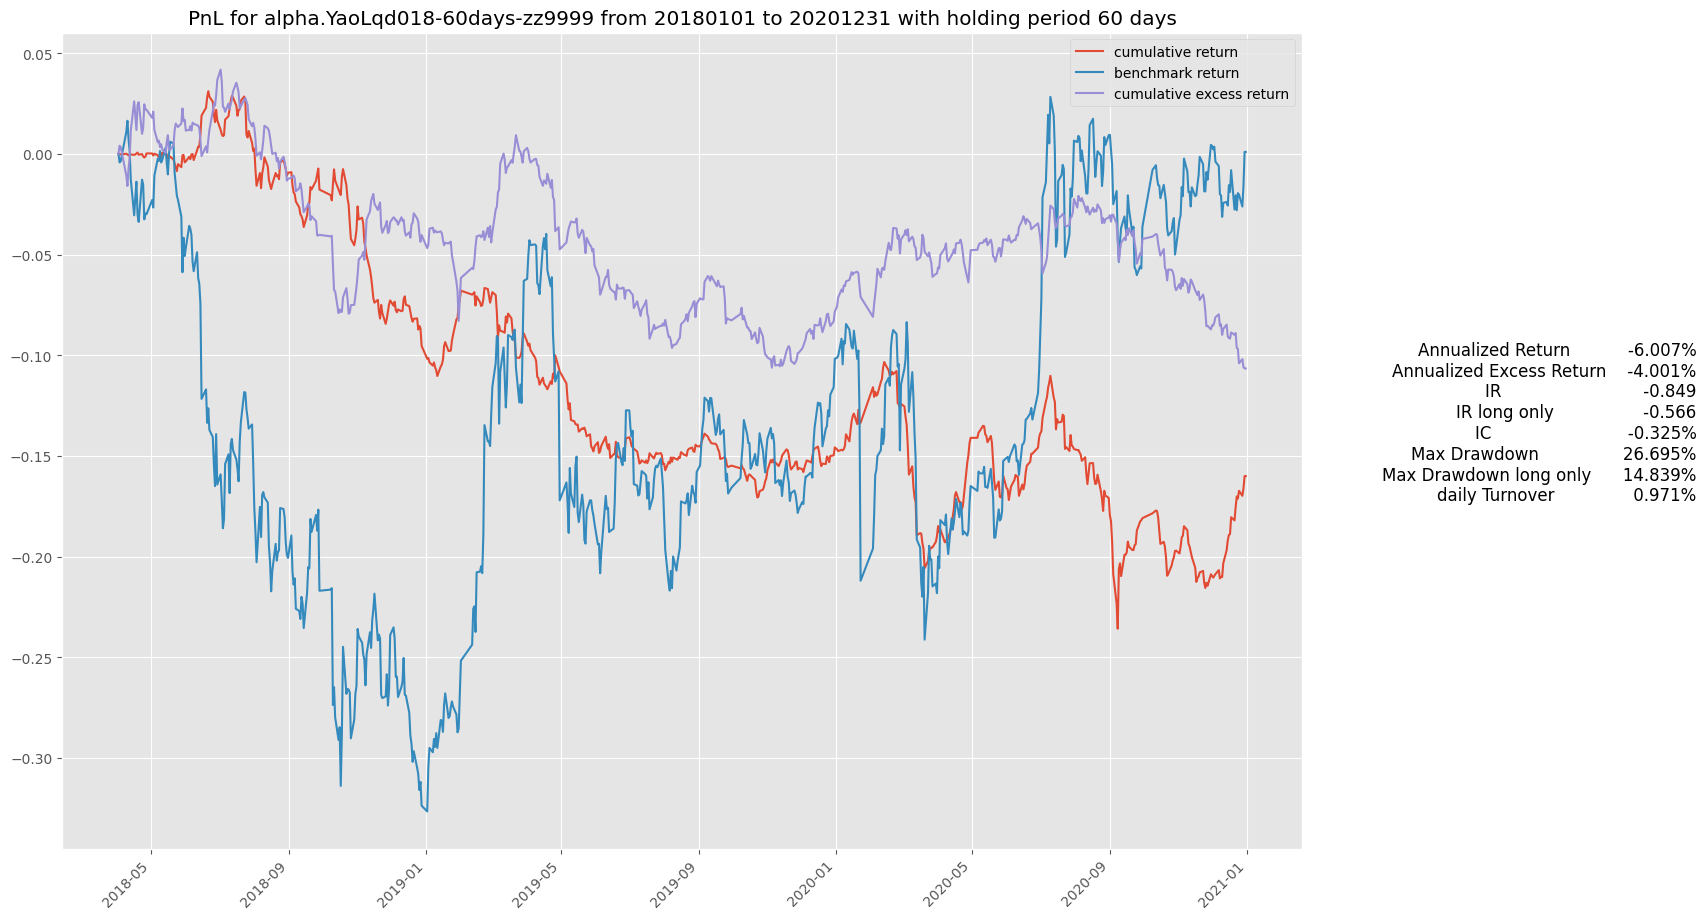 PnL for alpha.YaoLqd018-60days-zz9999 from 20180101 to 20201231 with holding period 60 days
cumulative return
benchmark return
cumulative excess return
0.05
0.00
−0.05
−0.10
−0.15
−0.20
−0.25
−0.30
2018-05
2018-09
2019-01
2019-05
2019-09
2020-01
2020-05
2020-09
2021-01
Annualized Return -6.007%
Annualized Excess Return -4.001%
IR -0.849
IR long only -0.566
IC -0.325%
Max Drawdown 26.695%
Max Drawdown long only 14.839%
daily Turnover 0.971%